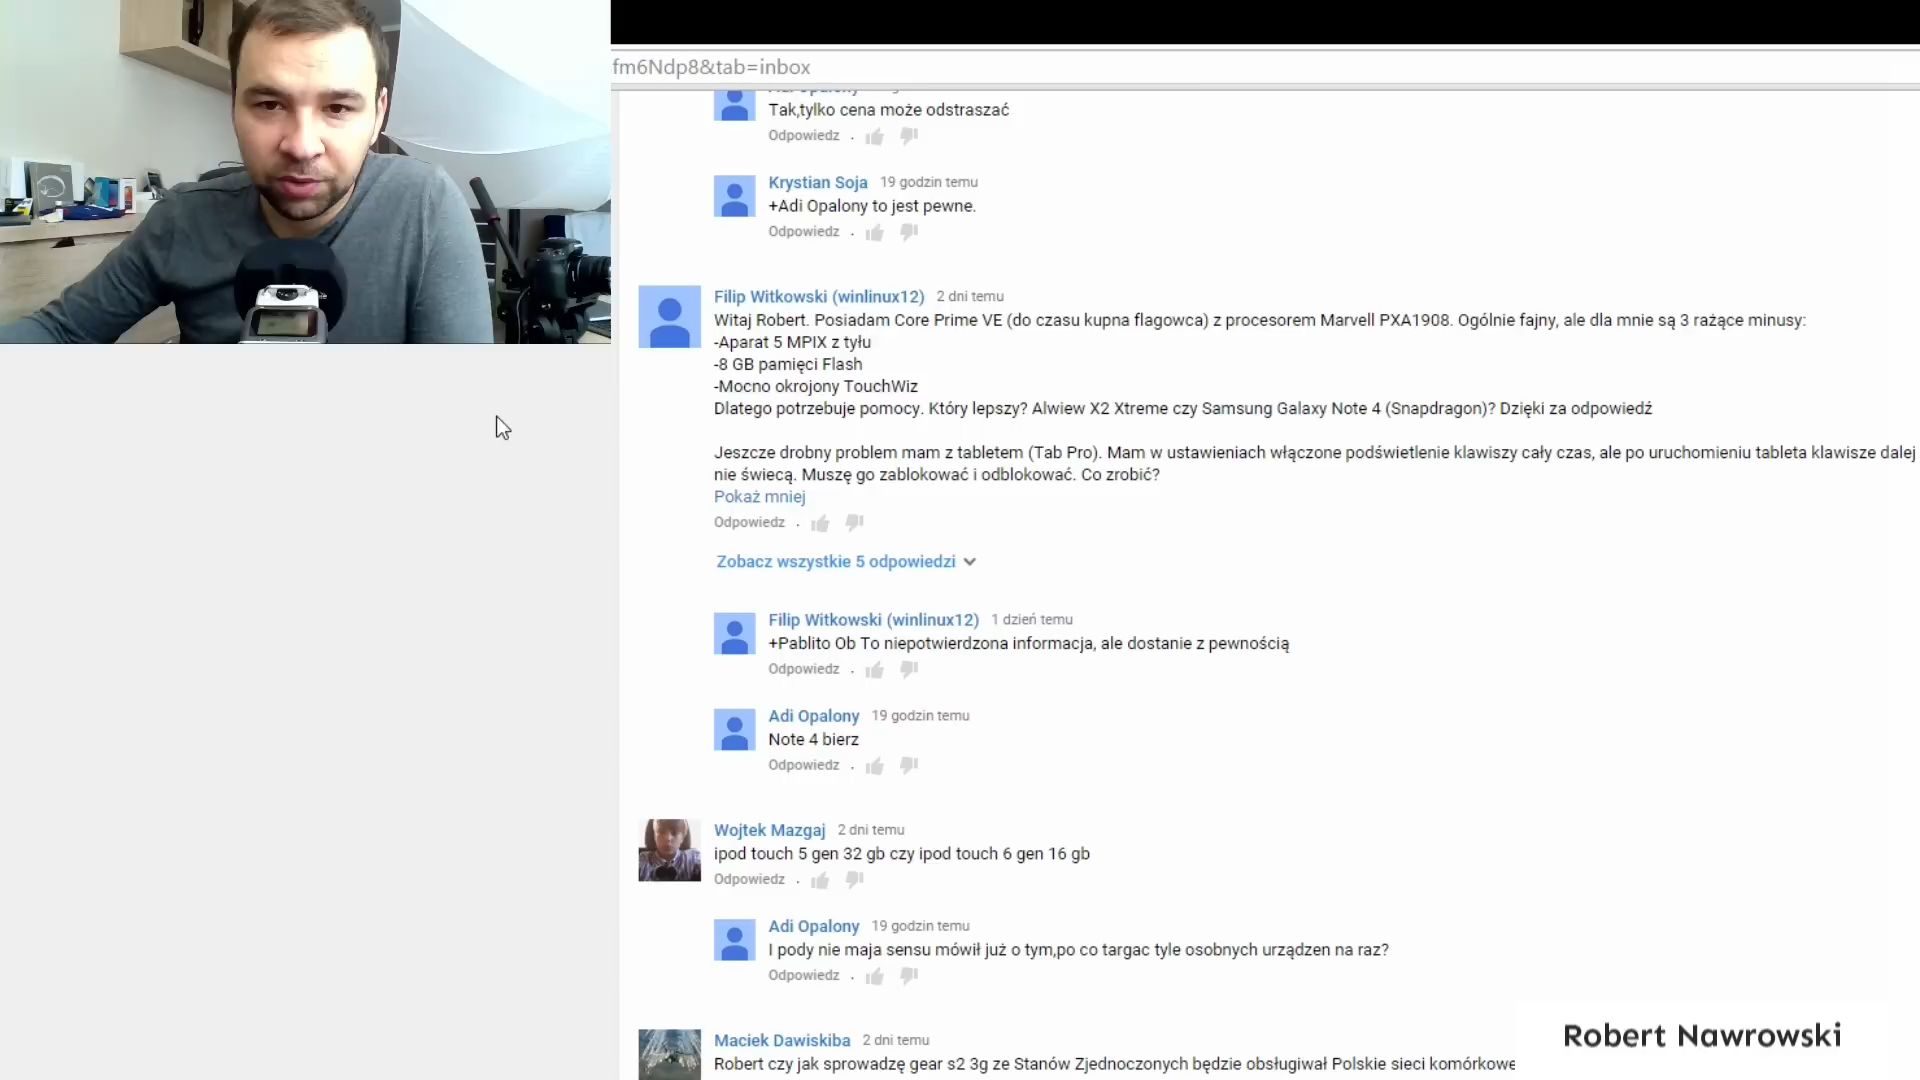 fm6Ndp8&tab=inbox
Adi Opalony
Tak,tylko cena może odstraszać
Odpowiedz .
Krystian Soja 19 godzin temu
+Adi Opalony to jest pewne.
Odpowiedz .
Filip Witkowski (winlinux12) 2 dni temu
Witaj Robert. Posiadam Core Prime VE (do czasu kupna flagowca) z procesorem Marvell PXA1908. Ogólnie fajny, ale dla mnie są 3 rażące minusy:
-Aparat 5 MPIX z tyłu
-8 GB pamięci Flash
-Mocno okrojony TouchWiz
Dlatego potrzebuje pomocy. Który lepszy? Alwiew X2 Xtreme czy Samsung Galaxy Note 4 (Snapdragon)? Dzięki za odpowiedź
Jeszcze drobny problem mam z tabletem (Tab Pro). Mam w ustawieniach włączone podświetlenie klawiszy cały czas, ale po uruchomieniu tableta klawisze dalej
nie świecą. Muszę go zablokować i odblokować. Co zrobić?
Pokaż mniej
Odpowiedz .
Zobacz wszystkie 5 odpowiedzi
Filip Witkowski (winlinux12) 1 dzień temu
+Pablito Ob To niepotwierdzona informacja, ale dostanie z pewnością
Odpowiedz .
Adi Opalony 19 godzin temu
Note 4 bierz
Odpowiedz .
Wojtek Mazgaj 2 dni temu
ipod touch 5 gen 32 gb czy ipod touch 6 gen 16 gb
Odpowiedz .
Adi Opalony 19 godzin temu
I pody nie maja sensu mówił już o tym,po co targac tyle osobnych urządzen na raz?
Odpowiedz .
Maciek Dawiskiba 2 dni temu
Robert czy jak sprowadzę gear s2 3g ze Stanów Zjednoczonych będzie obsługiwał Polskie sieci komórkowe
Robert Nawrowski